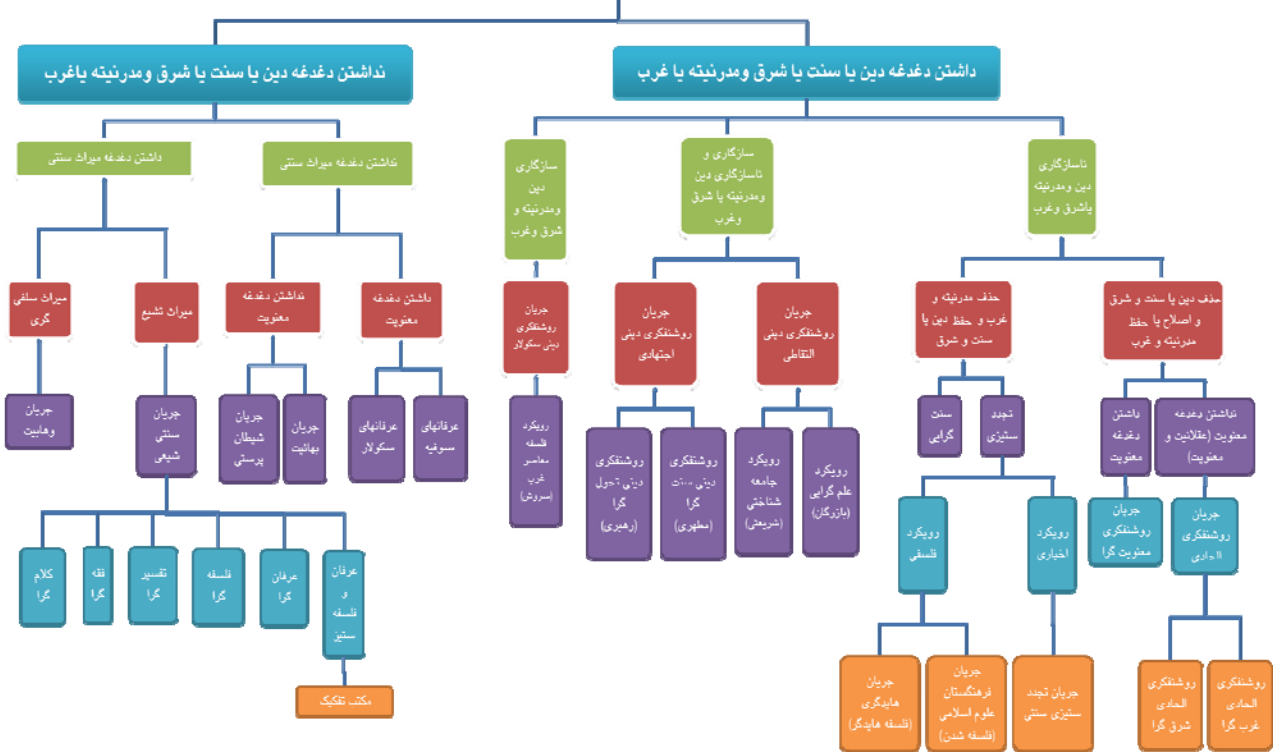 داشتن دغدغه دین یا سنت یا شرق ومدرنیته یا غرب
نداشتن دغدغه دین یا سنت یا شرق ومدرنیته یاغرب
ناسازگاری
دین ومدرنیته
یاشرق وغرب
سازگاری و
ناسازگاری دین
ومدرنیته یا شرق
وغرب
سازگاری
دین
ومدرنیته و
شرق وغرب
نداشتن دغدغه میراث سنتی
داشتن دغدغه میراث سنتی
حذف دین یا سنت و شرق
و اصلاح یا حفظ
مدرنیته و غرب
حذف مدرنیته و
غرب و حفظ دین یا
سنت و شرق
جریان
روشنفکری دینی
التقاطی
جریان
روشنفکری دینی
اجتهادی
جریان
روشنفکری
دینی سکولار
داشتن دغدغه
معنویت
نداشتن دغدغه
معنویت
میراث تشیع
میراث سلفی
گری
نداشتن دغدغه
معنویت (عقلانیت و
معنویت)
داشتن
دغدغه
معنویت
تجدد
ستیزی
سنت
گرایی
رویکرد
علم گرایی
(بازرگان)
رویکرد
جامعه
شناختی
(شریعتی)
روشنفکری
دینی سنت
گرا
(مطهری)
روشنفکری
دینی تحول
گرا
(رهبری)
رویکرد
فلسفه
معاصر
غرب
(سروش)
عرفانهای
صوفیه
عرفانهای
سکولار
جریان
بهائیت
جریان
شیطان
پرستی
جریان
سنتی
شیعی
جریان
وهابیت
جریان
روشنفکری
الحادی
جریان
روشنفکری
معنویت گرا
رویکرد
اخباری
رویکرد
فلسفی
عرفان
و
فلسفه
ستیز
عرفان
گرا
فلسفه
گرا
تفسیر
گرا
فقه
گرا
کلام
گرا
روشنفکری
الحادی
غرب گرا
روشنفکری
الحادی
شرق گرا
جریان تجدد
ستیزی سنتی
جریان
فرهنگستان
علوم اسلامی
(فلسفه شدن)
جریان
هایدگری
(فلسفه هایدگر)
مکتب تفکیک